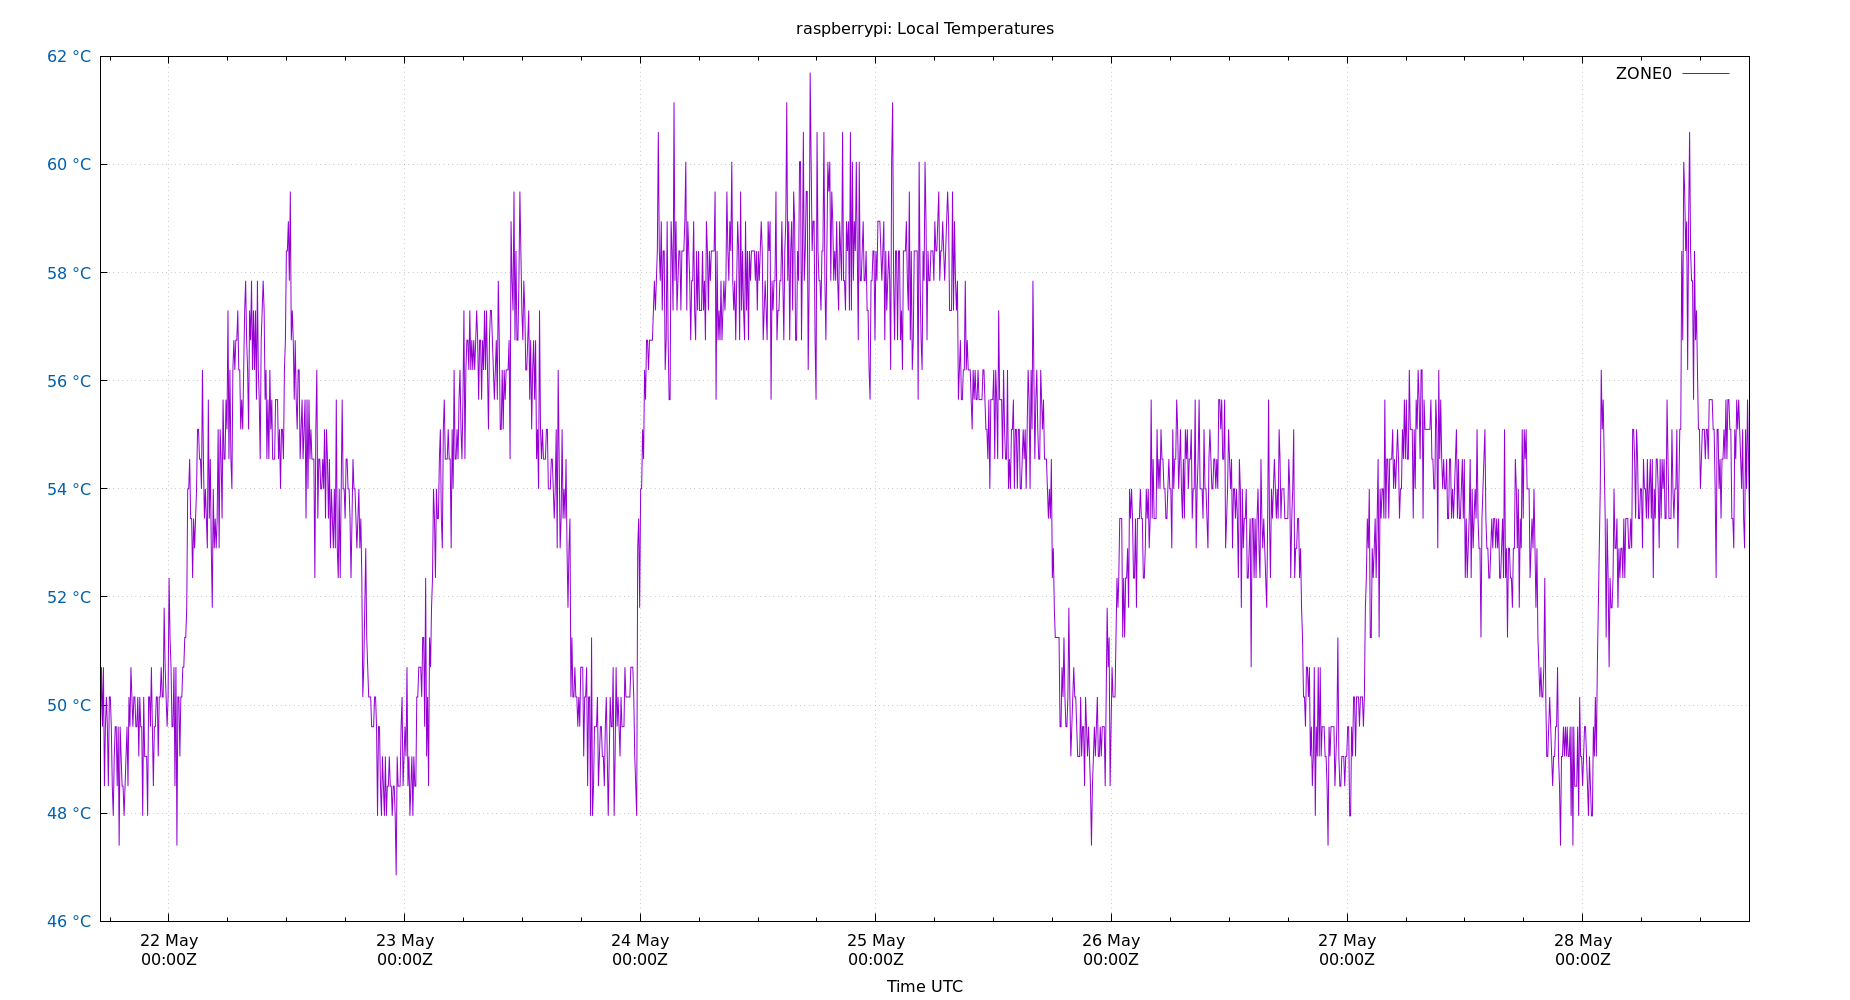 raspberrypi: Local Temperatures
62 °C
ZONE0
60 °C
58 °C
56 °C
54 °C
52 °C
50 °C
48 °C
46 °C
22 May 23 May 24 May 25 May 26 May 27 May 28 May
00:00Z 00:00Z 00:00Z 00:00Z 00:00Z 00:00Z 00:00Z
Time UTC